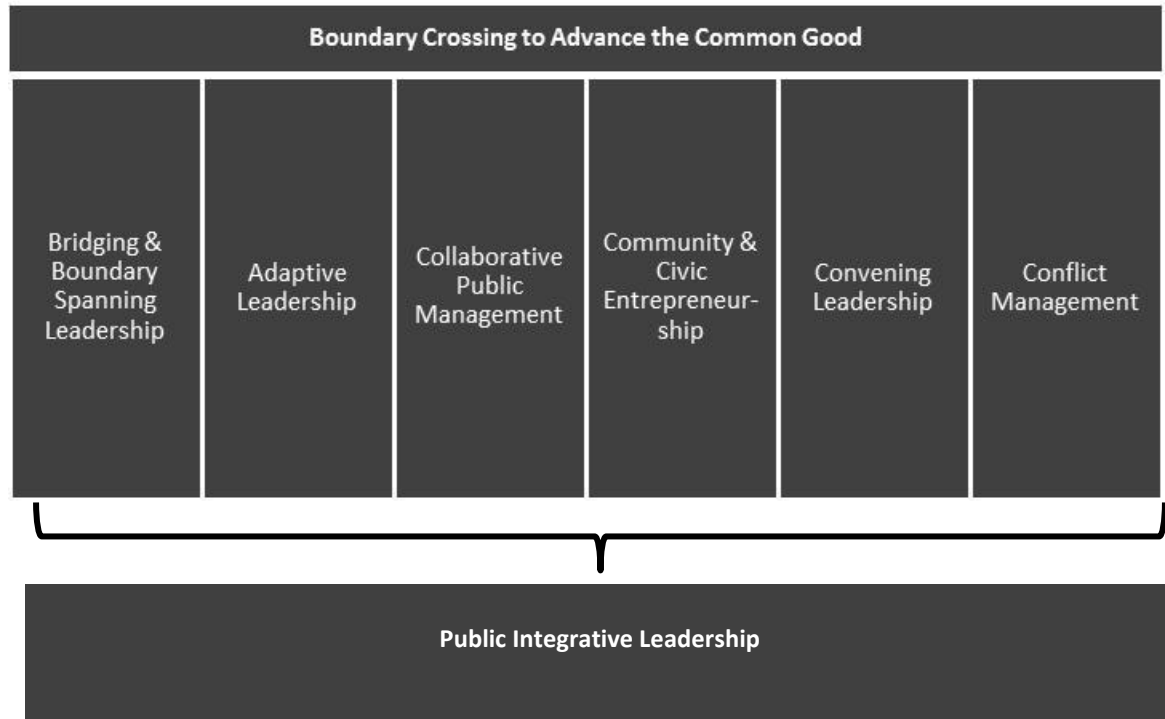 Boundary Crossing to Advance the Common Good
Bridging &
Boundary
Spanning
Leadership
Adaptive
Leadership
Collaborative
Public
Management
Community &
Civic
Entrepreneur-
ship
Convening
Leadership
Conflict
Management
Public Integrative Leadership